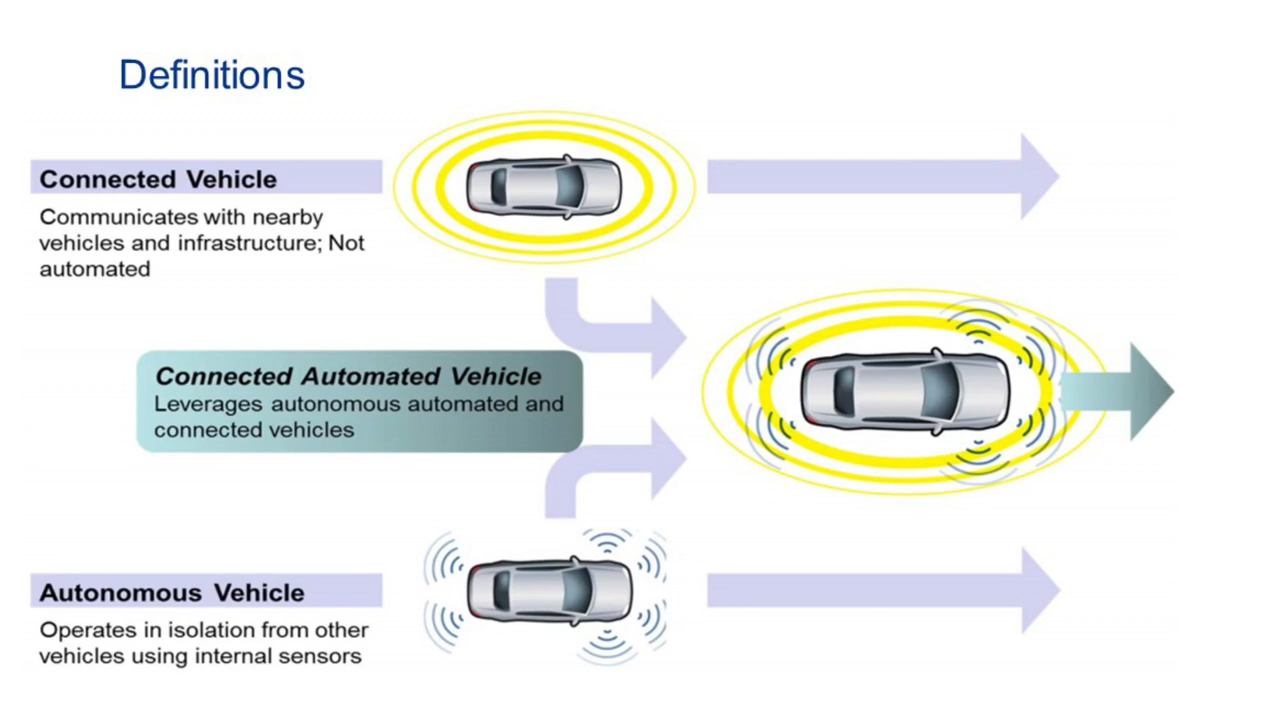 Definitions
Connected Vehicle
Communicates with nearby
vehicles and infrastructure; Not
automated
Connected Automated Vehicle
Leverages autonomous automated and
connected vehicles
Autonomous Vehicle
Operates in isolation from other
vehicles using internal sensors